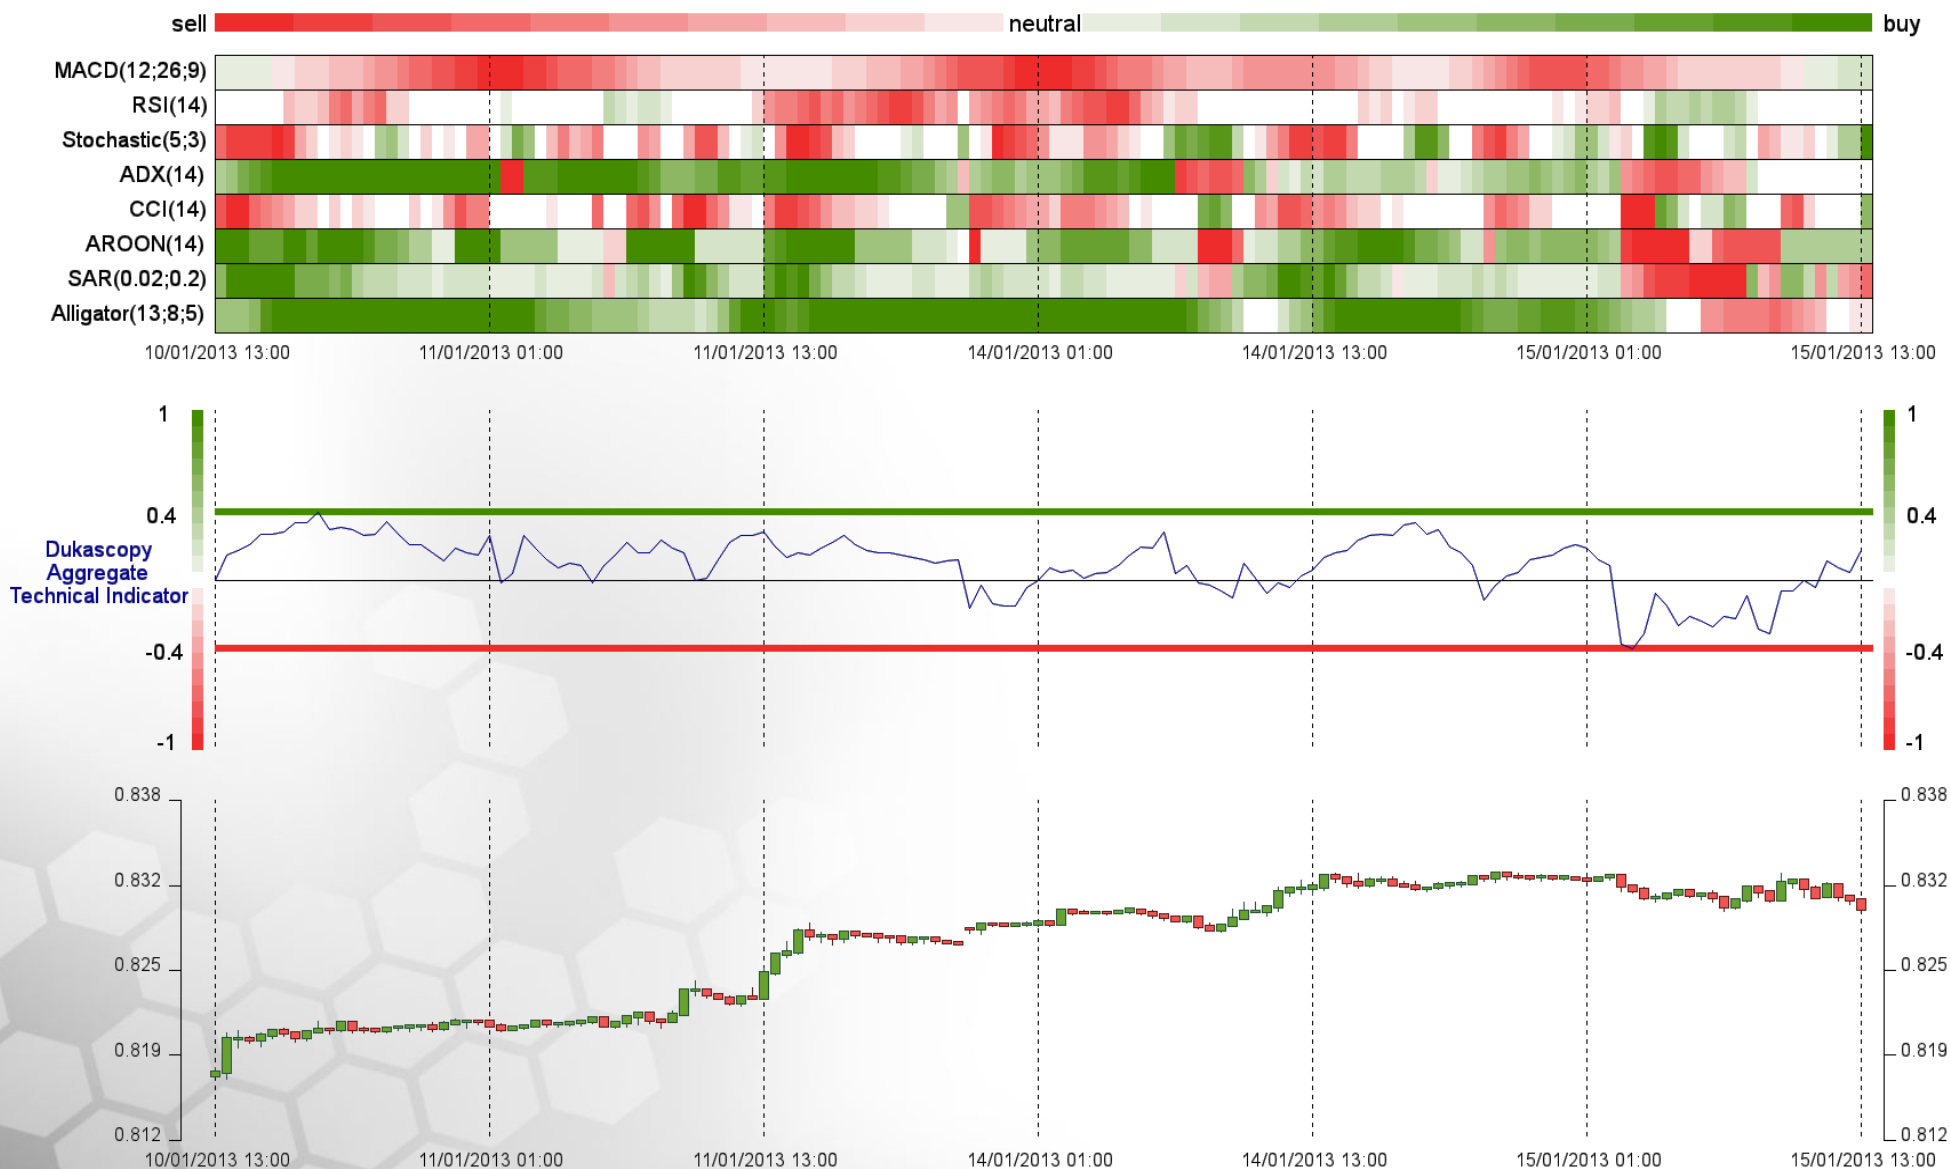 sell neutral buy
MACD(12;26;9)
RSI(14)
Stochastic(5;3)
ADX(14)
CCI(14)
AROON(14)
SAR(0.02;0.2)
Alligator(13;8;5)
10/01/2013 13:00 11/01/2013 01:00 11/01/2013 13:00 14/01/2013 01:00 14/01/2013 13:00 15/01/2013 01:00 15/01/2013 13:00
1 1
0.4 0.4
Dukascopy
Aggregate
Technical Indicator
-0.4 -0.4
-1 -1
0.838 0.838
0.832 0.832
0.825 0.825
0.819 0.819
0.812 0.812
10/01/2013 13:00 11/01/2013 01:00 11/01/2013 13:00 14/01/2013 01:00 14/01/2013 13:00 15/01/2013 01:00 15/01/2013 13:00